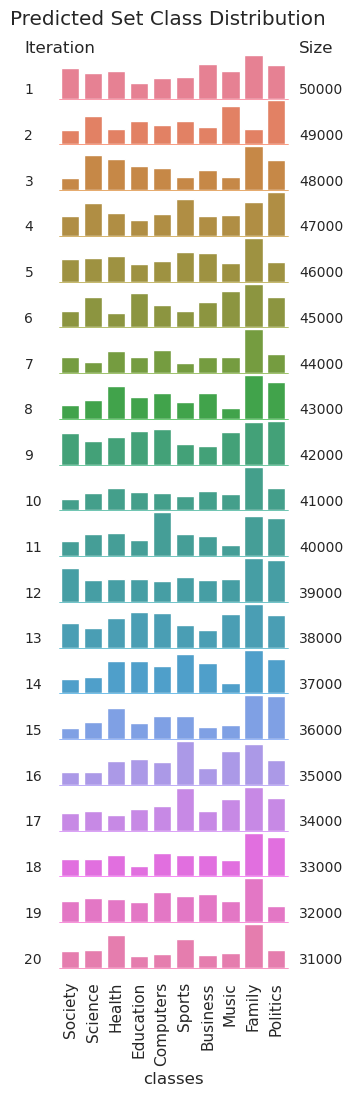 Predicted Set Class Distribution
Iteration Size
1 50000
2 49000
3 48000
4 47000
5 46000
6 45000
7 44000
8 43000
9 42000
10 41000
11 40000
12 39000
13 38000
14 37000
15 36000
16 35000
17 34000
18 33000
19 32000
20 31000
Society
Science
Health
Education
Computers
Sports
Business
Music
Family
Politics
classes